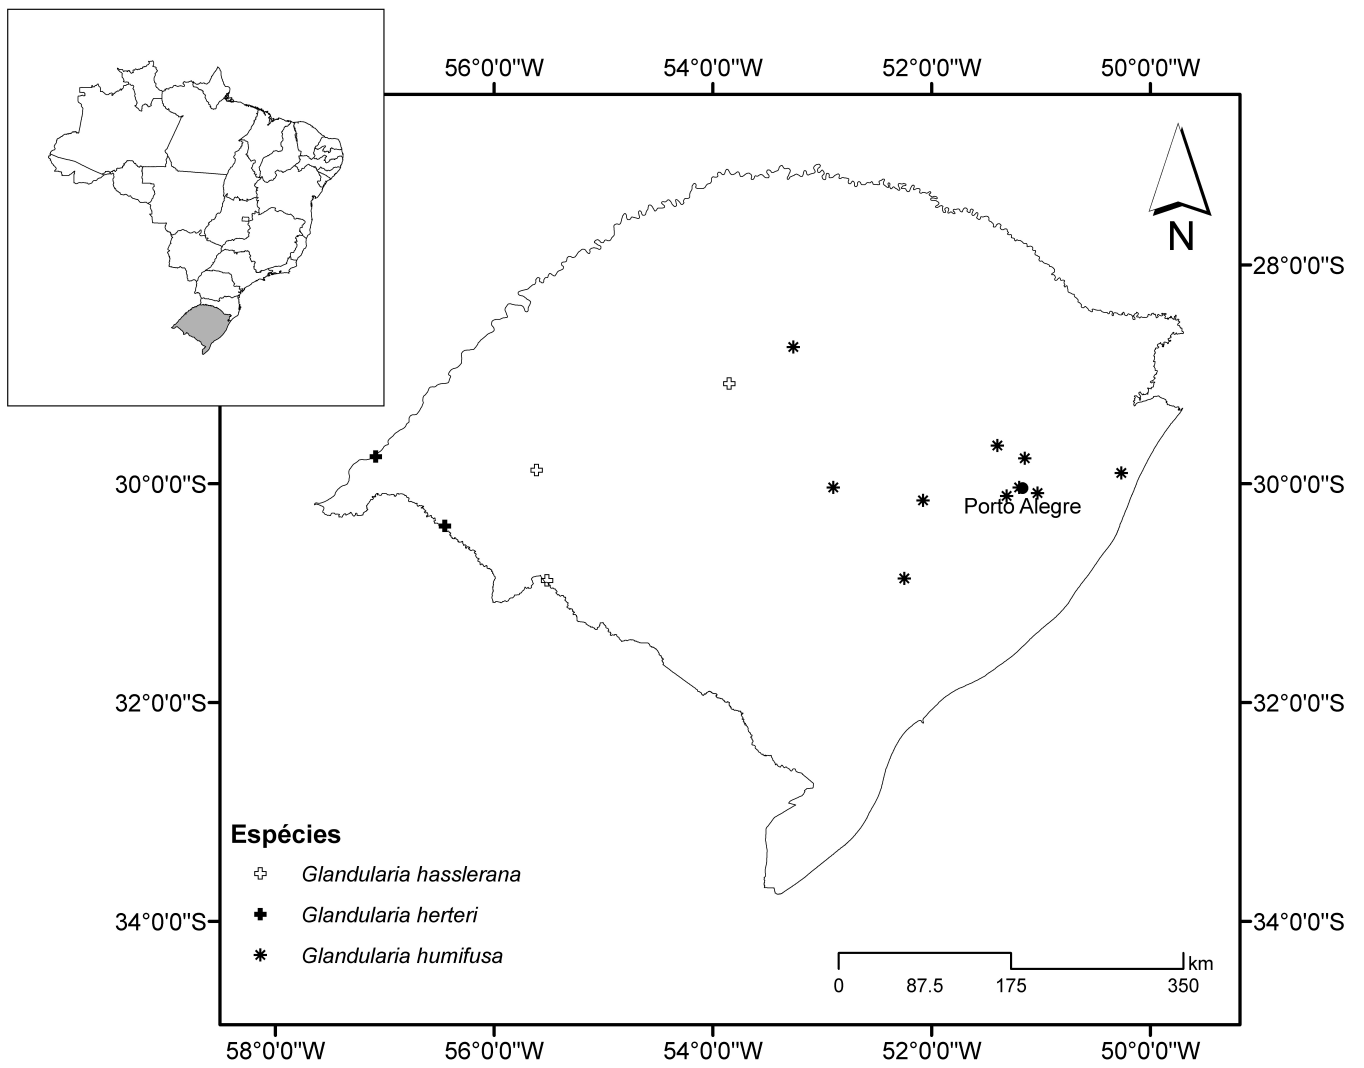 56°0'0"W 54°0'0"W 52°0'0"W 50°0'0"W
N
28°0'0"S
30°0'0"S 30°0'0"S
Porto Alegre
32°0'0"S 32°0'0"S
Espécies
Glandularia hasslerana
Glandularia herteri
34°0'0"S 34°0'0"S
Glandularia humifusa
km
0 87.5 175 350
58°0'0"W 56°0'0"W 54°0'0"W 52°0'0"W 50°0'0"W